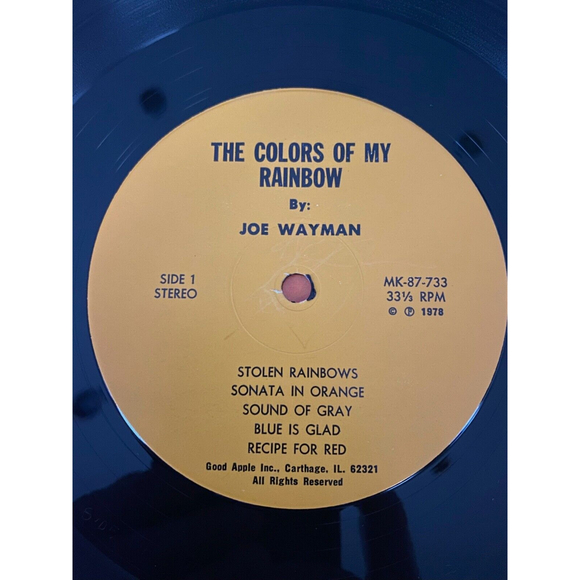 THE COLORS OF MY
RAINBOW
By:
JOE WAYMAN
SIDE 1
STEREO
MK-87-733
33⅓ RPM
© ℗ 1978
STOLEN RAINBOWS
SONATA IN ORANGE
SOUND OF GRAY
BLUE IS GLAD
RECIPE FOR RED
Good Apple Inc., Carthage, IL. 62321
All Rights Reserved